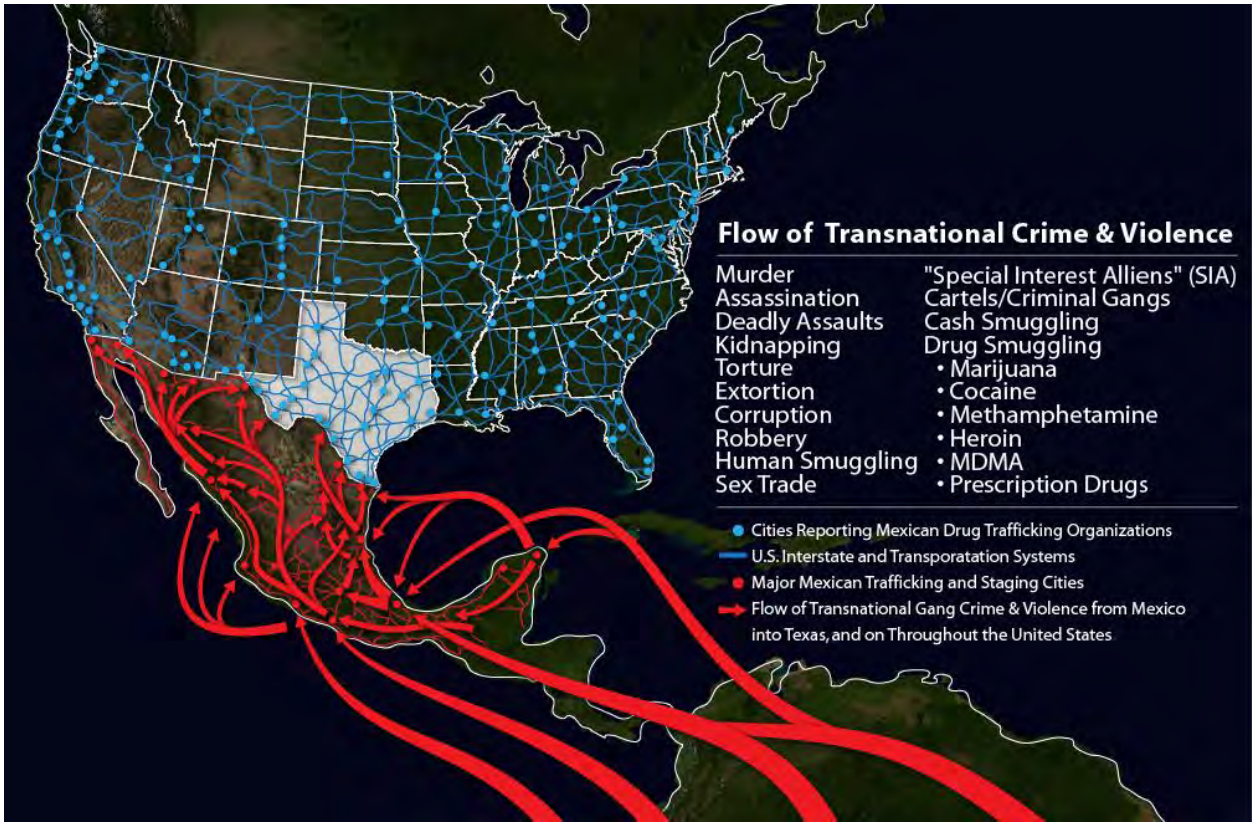 Flow of Transnational Crime & Violence
Murder
Assassination
Deadly Assaults
Kidnapping
Torture
Extortion
Corruption
Robbery
Human Smuggling
Sex Trade
"Special Interest Alliens" (SIA)
Cartels/Criminal Gangs
Cash Smuggling
Drug Smuggling
• Marijuana
• Cocaine
• Methamphetamine
• Heroin
• MDMA
• Prescription Drugs
Cities Reporting Mexican Drug Trafficking Organizations
U.S. Interstate and Transporatation Systems
Major Mexican Trafficking and Staging Cities
Flow of Transnational Gang Crime & Violence from Mexico
into Texas, and on Throughout the United States